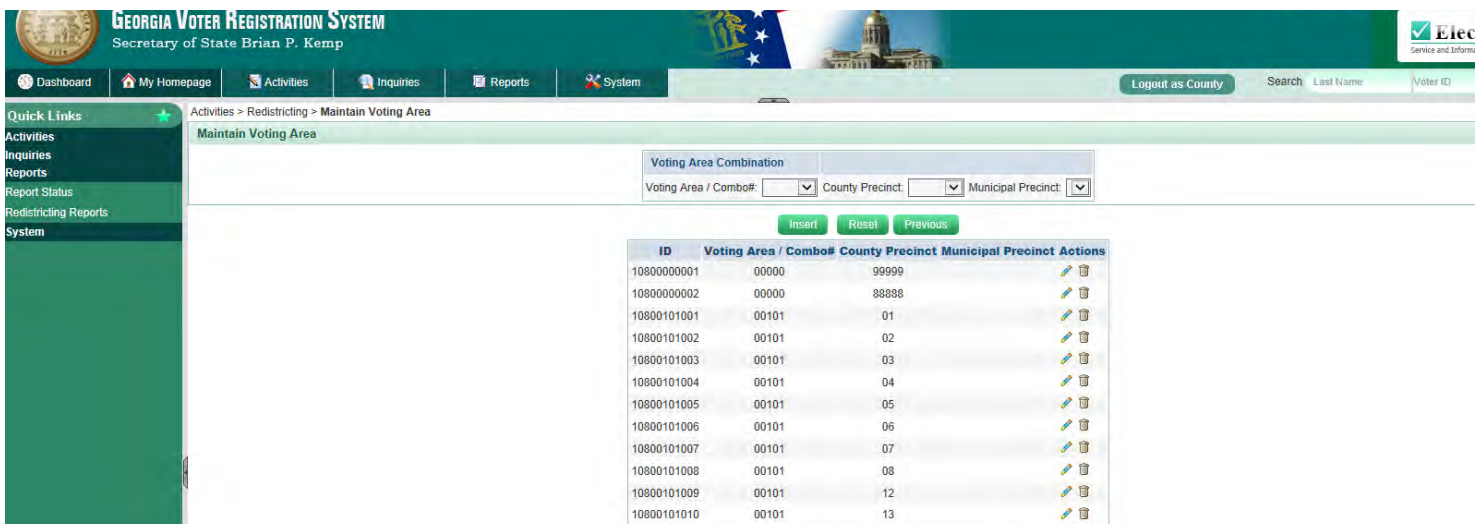 GEORGIA VOTER REGISTRATION SYSTEM
Secretary of State Brian P. Kemp
Elec
Service and Informa
Dashboard My Homepage Activities Inquiries Reports System Logout as County Search Last Name Voter ID
Quick Links
Activities
Inquiries
Reports
Report Status
Redistricting Reports
System
Activities > Redistricting > Maintain Voting Area
Maintain Voting Area
Voting Area Combination
Voting Area / Combo#: County Precinct: Municipal Precinct:
Insert Reset Previous
ID Voting Area / Combo# County Precinct Municipal Precinct Actions
10800000001 00000 99999
10800000002 00000 88888
10800101001 00101 01
10800101002 00101 02
10800101003 00101 03
10800101004 00101 04
10800101005 00101 05
10800101006 00101 06
10800101007 00101 07
10800101008 00101 08
10800101009 00101 12
10800101010 00101 13